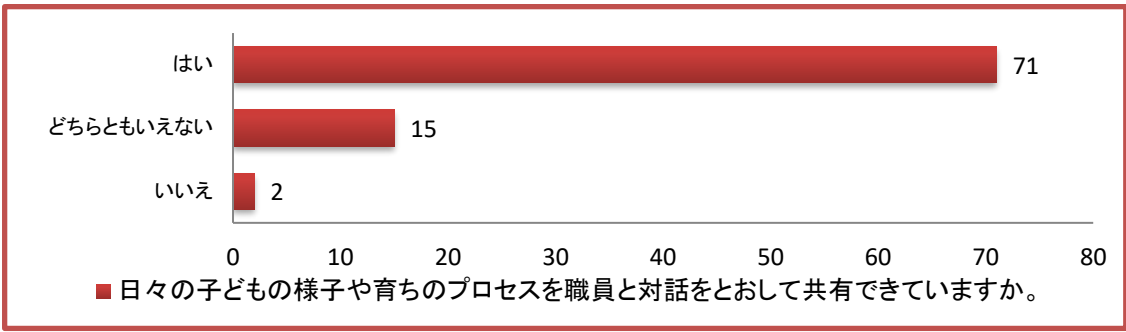 はい
71
どちらともいえない
15
いいえ
2
0 10 20 30 40 50 60 70 80
日々の子どもの様子や育ちのプロセスを職員と対話をとおして共有できていますか。